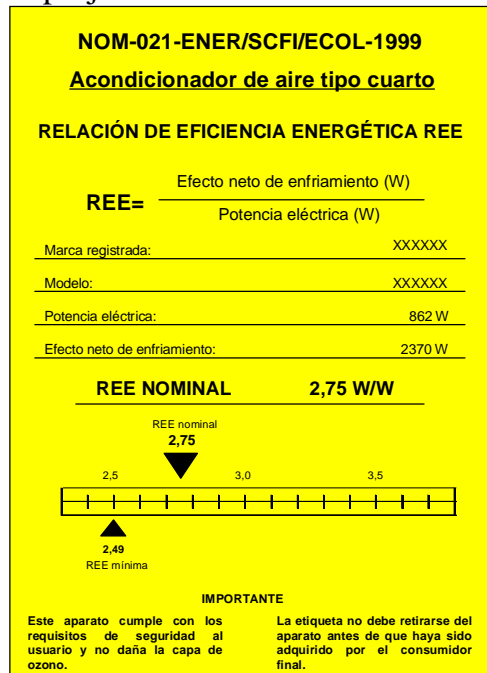 NOM-021-ENER/SCFI/ECOL-1999
Acondicionador de aire tipo cuarto
RELACIÓN DE EFICIENCIA ENERGÉTICA REE
REE=
Efecto neto de enfriamiento (W)
Potencia eléctrica (W)
Marca registrada: XXXXXX
Modelo: XXXXXX
Potencia eléctrica: 862 W
Efecto neto de enfriamiento: 2370 W
REE NOMINAL 2,75 W/W
REE nominal
2,75
2,5 3,0 3,5
2,49
REE mínima
IMPORTANTE
Este aparato cumple con los
requisitos de seguridad al
usuario y no daña la capa de
ozono.
La etiqueta no debe retirarse del
aparato antes de que haya sido
adquirido por el consumidor
final.